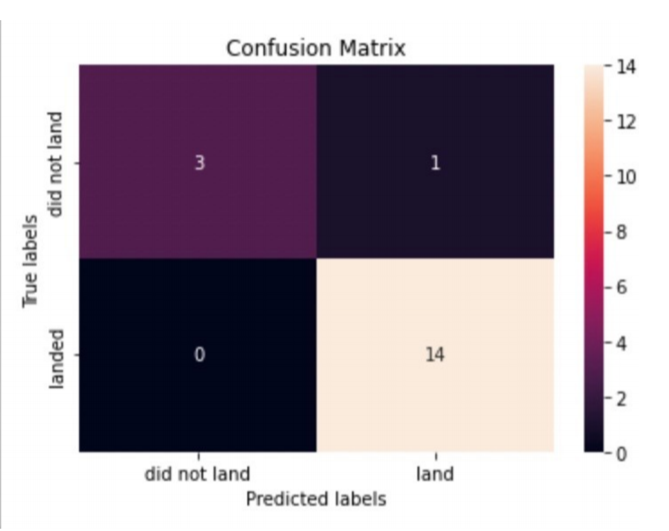 Confusion Matrix
True labels
did not land
landed
3 1
0 14
did not land land
Predicted labels
14
12
10
8
6
4
2
0